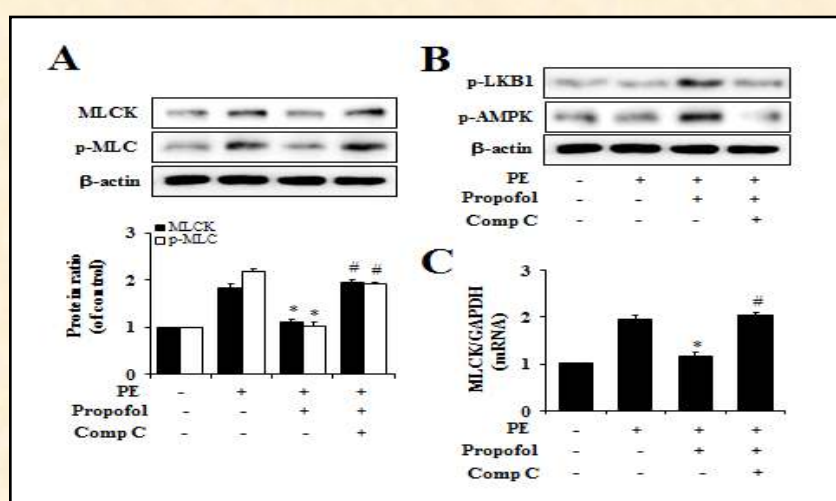 A
MLCK
p-MLC
β-actin
MLCK
p-MLC
Protein ratio
(of control)
3
2
1
0
* * # #
PE - + + +
Propofol - - + +
Comp C - - - +
B
p-LKB1
p-AMPK
β-actin
PE - + + +
Propofol - - + +
Comp C - - - +
C
MLCK/GAPDH
(mRNA)
3
2
1
0
* #
PE - + + +
Propofol - - + +
Comp C - - - +